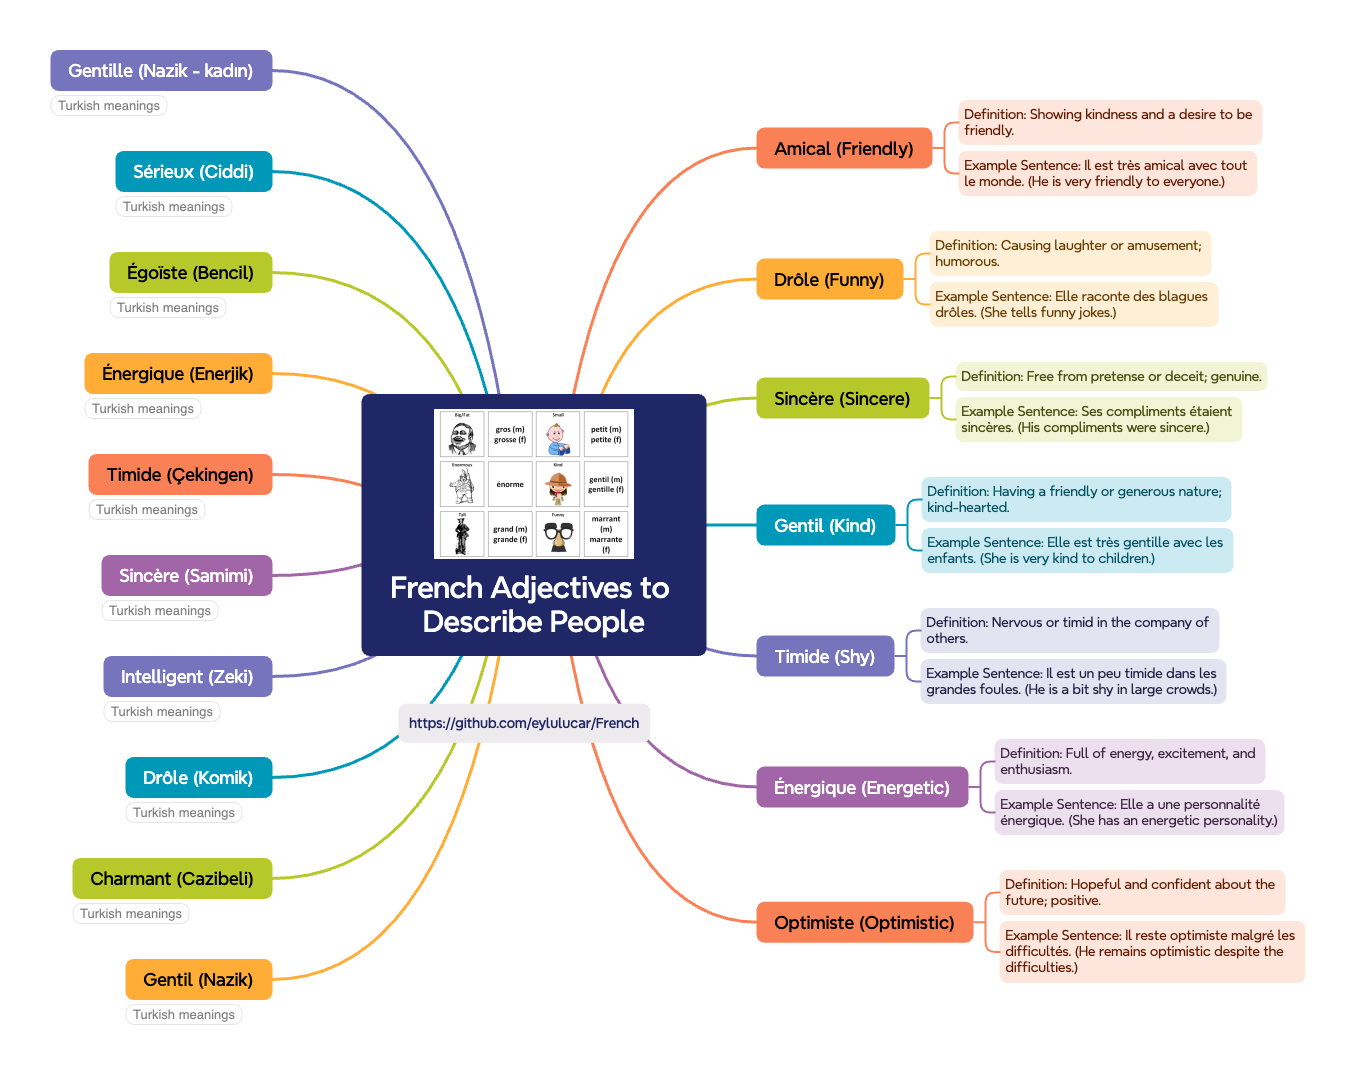 Gentille (Nazik - kadın)
Turkish meanings
Sérieux (Ciddi)
Turkish meanings
Égoïste (Bencil)
Turkish meanings
Énergique (Enerjik)
Turkish meanings
Timide (Çekingen)
Turkish meanings
Sincère (Samimi)
Turkish meanings
Intelligent (Zeki)
Turkish meanings
Drôle (Komik)
Turkish meanings
Charmant (Cazibeli)
Turkish meanings
Gentil (Nazik)
Turkish meanings
Big/Fat
gros (m)
grosse (f)
Small
petit (m)
petite (f)
Enormous
énorme
Kind
gentil (m)
gentille (f)
Tall
grand (m)
grande (f)
Funny
marrant
(m)
marrante
(f)
French Adjectives to
Describe People
https://github.com/eylulucar/French
Amical (Friendly)
Definition: Showing kindness and a desire to be
friendly.
Example Sentence: Il est très amical avec tout
le monde. (He is very friendly to everyone.)
Drôle (Funny)
Definition: Causing laughter or amusement;
humorous.
Example Sentence: Elle raconte des blagues
drôles. (She tells funny jokes.)
Sincère (Sincere)
Definition: Free from pretense or deceit; genuine.
Example Sentence: Ses compliments étaient
sincères. (His compliments were sincere.)
Gentil (Kind)
Definition: Having a friendly or generous nature;
kind-hearted.
Example Sentence: Elle est très gentille avec les
enfants. (She is very kind to children.)
Timide (Shy)
Definition: Nervous or timid in the company of
others.
Example Sentence: Il est un peu timide dans les
grandes foules. (He is a bit shy in large crowds.)
Énergique (Energetic)
Definition: Full of energy, excitement, and
enthusiasm.
Example Sentence: Elle a une personnalité
énergique. (She has an energetic personality.)
Optimiste (Optimistic)
Definition: Hopeful and confident about the
future; positive.
Example Sentence: Il reste optimiste malgré les
difficultés. (He remains optimistic despite the
difficulties.)